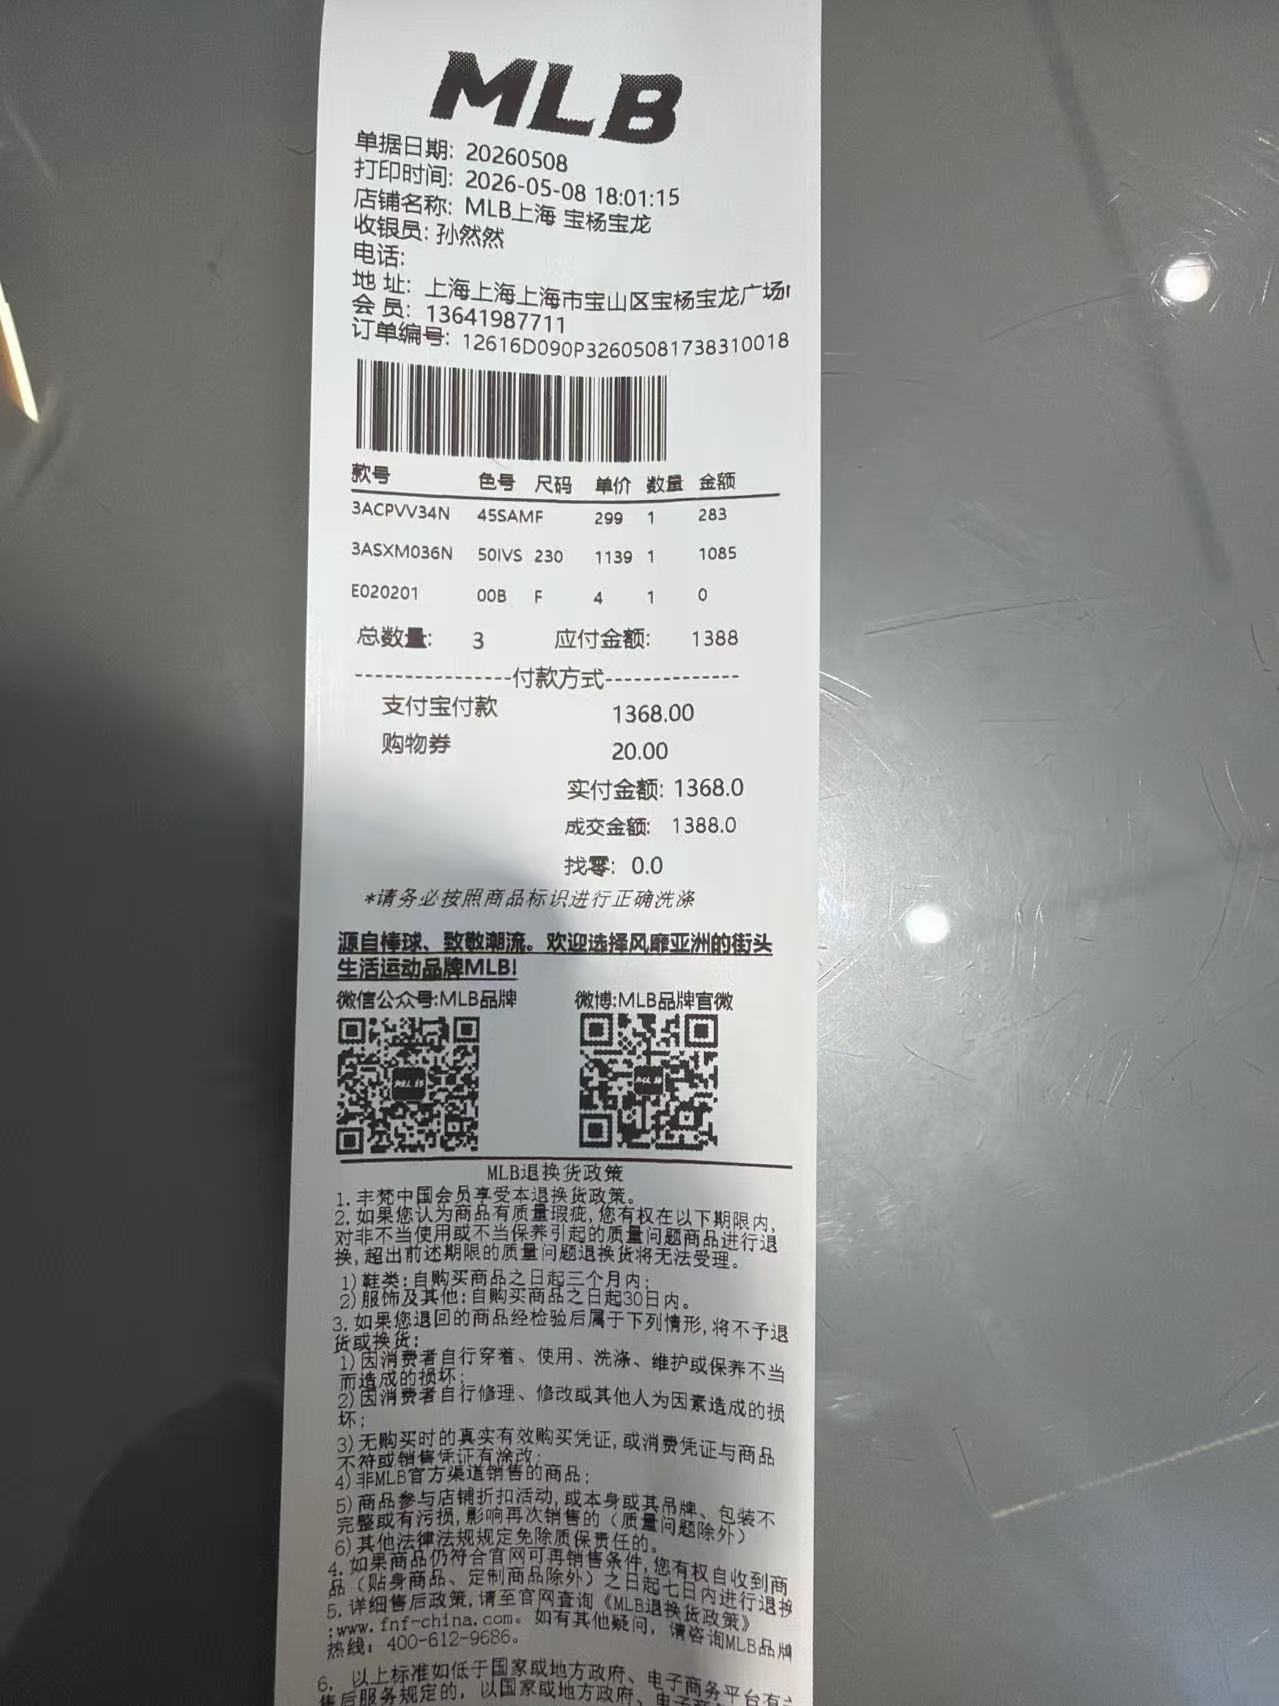 MLB
单据日期: 20260508
打印时间: 2026-05-08 18:01:15
店铺名称: MLB上海 宝杨宝龙
收银员: 孙然然
电话:
地 址: 上海上海上海市宝山区宝杨宝龙广场
会 员: 13641987711
订单编号: 12616D090P32605081738310018
款号 色号 尺码 单价 数量 金额
3ACPVV34N 45SAMF 299 1 283
3ASXM036N 50IVS 230 1139 1 1085
E020201 00B F 4 1 0
总数量: 3 应付金额: 1388
----------------付款方式-------------
支付宝付款 1368.00
购物券 20.00
实付金额: 1368.0
成交金额: 1388.0
找零: 0.0
*请务必按照商品标识进行正确洗涤
源自棒球、致敬潮流。欢迎选择风靡亚洲的街头
生活运动品牌MLB!
微信公众号:MLB品牌 微博:MLB品牌官微
MLB退换货政策
1. 丰梵中国会员享受本退换货政策。
2. 如果您认为商品有质量瑕疵,您有权在以下期限内,
对非不当使用或不当保养引起的质量问题商品进行退
换,超出前述期限的质量问题退换货将无法受理。
1) 鞋类:自购买商品之日起三个月内;
2) 服饰及其他:自购买商品之日起30日内。
3. 如果您退回的商品经检验后属于下列情形,将不予退
货或换货:
1) 因消费者自行穿着、使用、洗涤、维护或保养不当
而造成的损坏;
2) 因消费者自行修理、修改或其他人为因素造成的损
坏;
3) 无购买时的真实有效购买凭证,或消费凭证与商品
不符或销售凭证有涂改;
4) 非MLB官方渠道销售的商品;
5) 商品参与店铺折扣活动,或本身或其吊牌、包装不
完整或有污损,影响再次销售的（质量问题除外）
6) 其他法律法规规定免除质保责任的。
4. 如果商品仍符合官网可再销售条件,您有权自收到商
品（贴身商品、定制商品除外）之日起七日内进行退换
5. 详细售后政策,请至官网查询《MLB退换货政策》
:www.fnf-china.com。如有其他疑问, 请咨询MLB品牌
热线: 400-612-9686。
6. 以上标准如低于国家或地方政府、电子商务平台有
售后服务规定的, 以国家或地方政府、电子